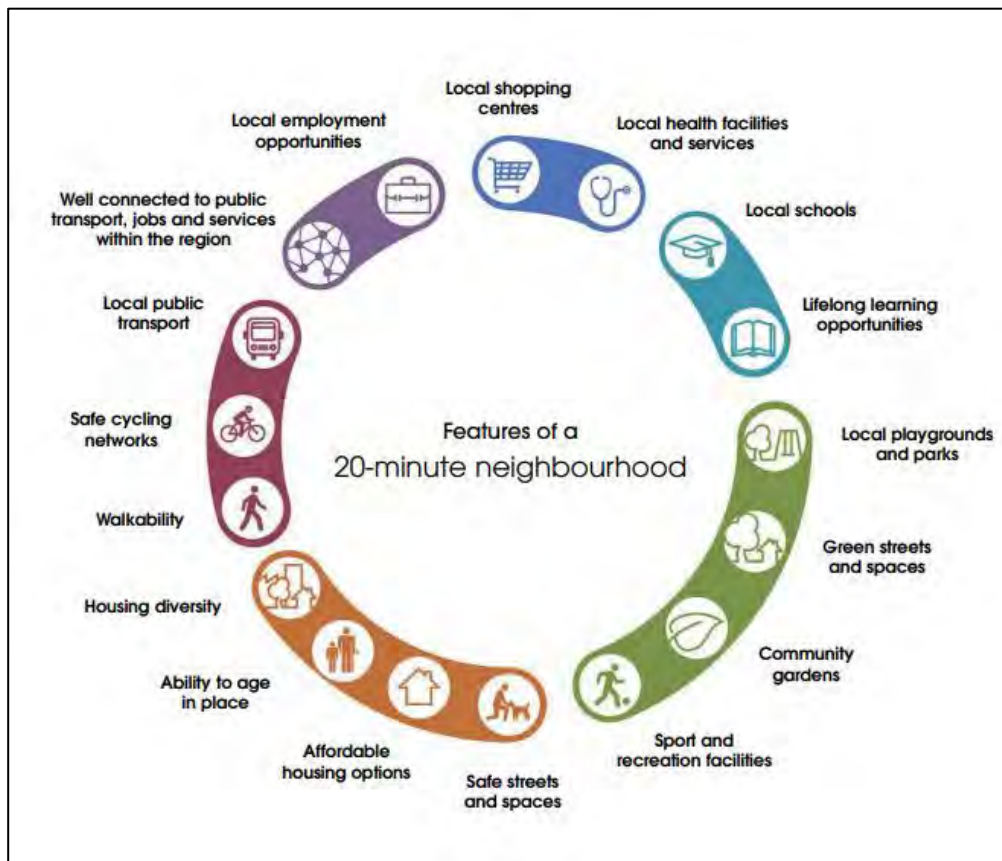 Local shopping
centres
Local health facilities
and services
Local schools
Lifelong learning
opportunities
Local playgrounds
and parks
Green streets
and spaces
Community
gardens
Sport and
recreation facilities
Safe streets
and spaces
Affordable
housing options
Ability to age
in place
Housing diversity
Walkability
Safe cycling
networks
Local public
transport
Well connected to public
transport, jobs and services
within the region
Local employment
opportunities
Features of a
20-minute neighbourhood